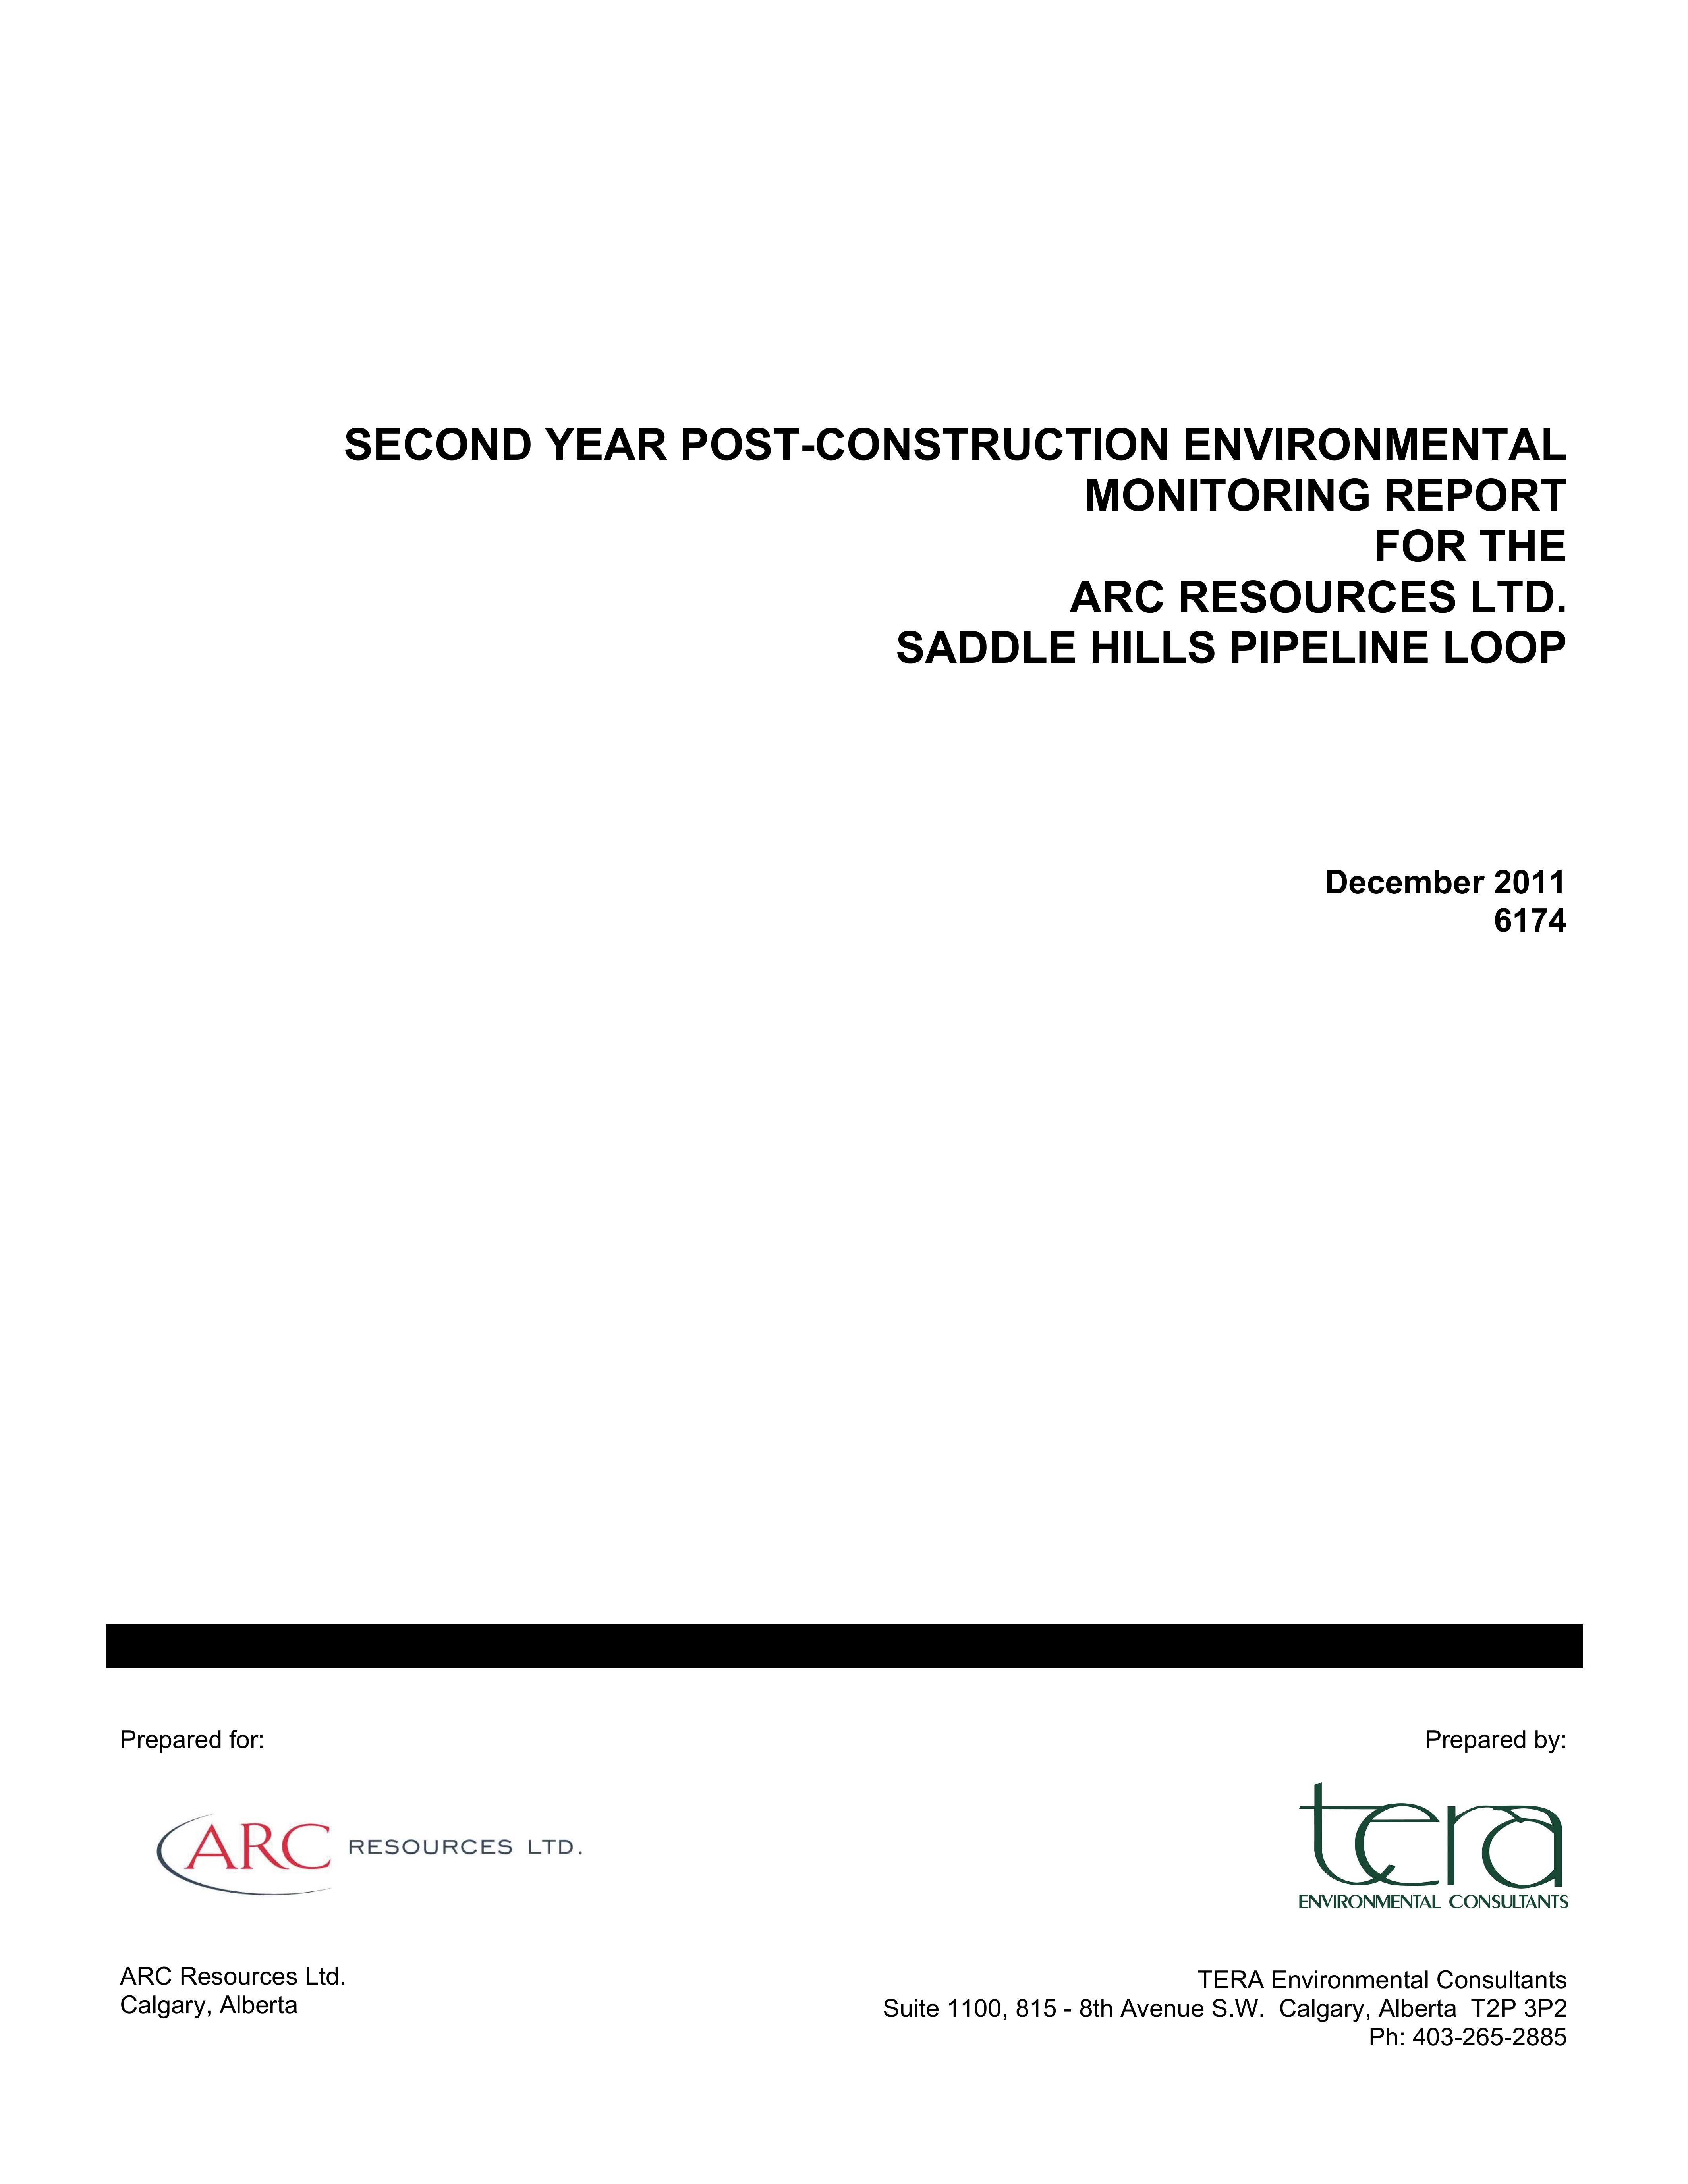 SECOND YEAR POST-CONSTRUCTION ENVIRONMENTAL
MONITORING REPORT
FOR THE
ARC RESOURCES LTD.
SADDLE HILLS PIPELINE LOOP
December 2011
6174
Prepared for:
Prepared by:
ARC RESOURCES LTD.
tera
ENVIRONMENTAL CONSULTANTS
ARC Resources Ltd.
Calgary, Alberta
TERA Environmental Consultants
Suite 1100, 815 - 8th Avenue S.W. Calgary, Alberta T2P 3P2
Ph: 403-265-2885